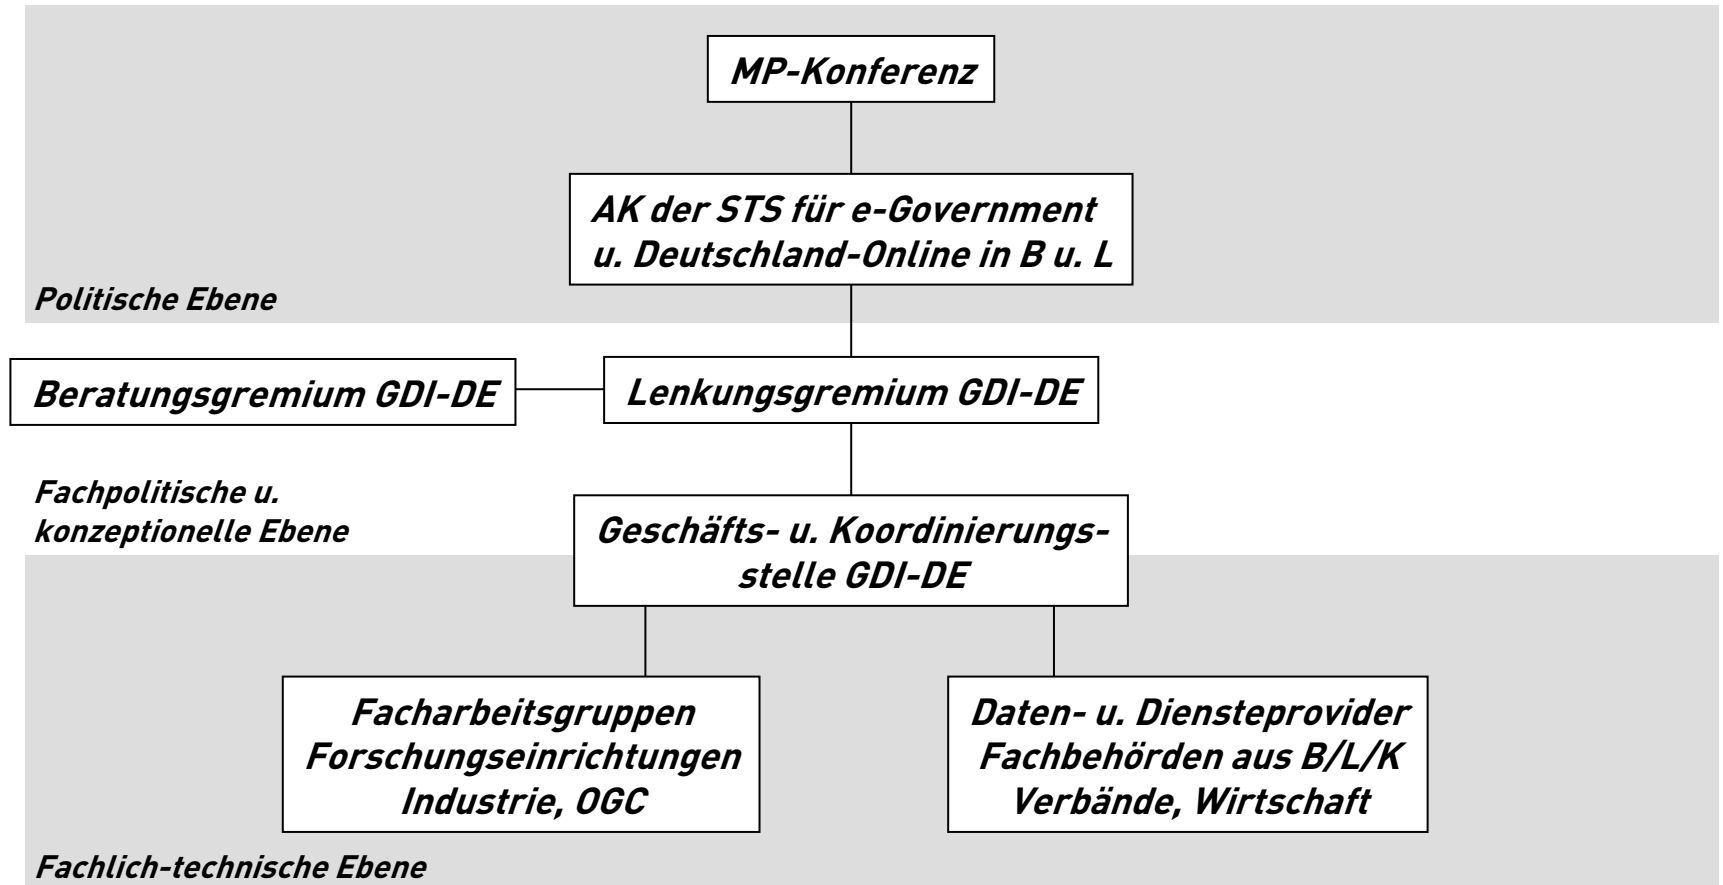 MP-Konferenz
AK der STS für e-Government
u. Deutschland-Online in B u. L
Politische Ebene
Beratungsgremium GDI-DE
Lenkungsgremium GDI-DE
Fachpolitische u.
konzeptionelle Ebene
Geschäfts- u. Koordinierungs-
stelle GDI-DE
Facharbeitsgruppen
Forschungseinrichtungen
Industrie, OGC
Daten- u. Diensteprovider
Fachbehörden aus B/L/K
Verbände, Wirtschaft
Fachlich-technische Ebene